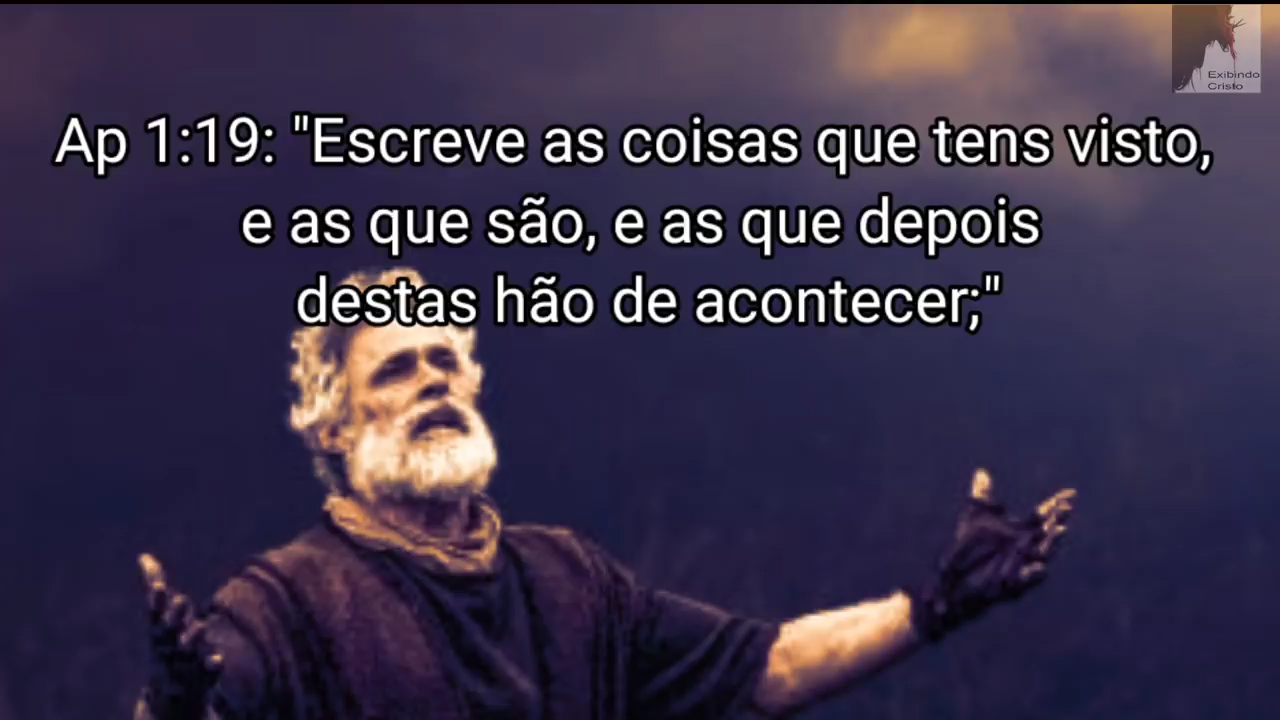 Exibindo
Cristo
Ap 1:19: "Escreve as coisas que tens visto,
e as que são, e as que depois
destas hão de acontecer;"